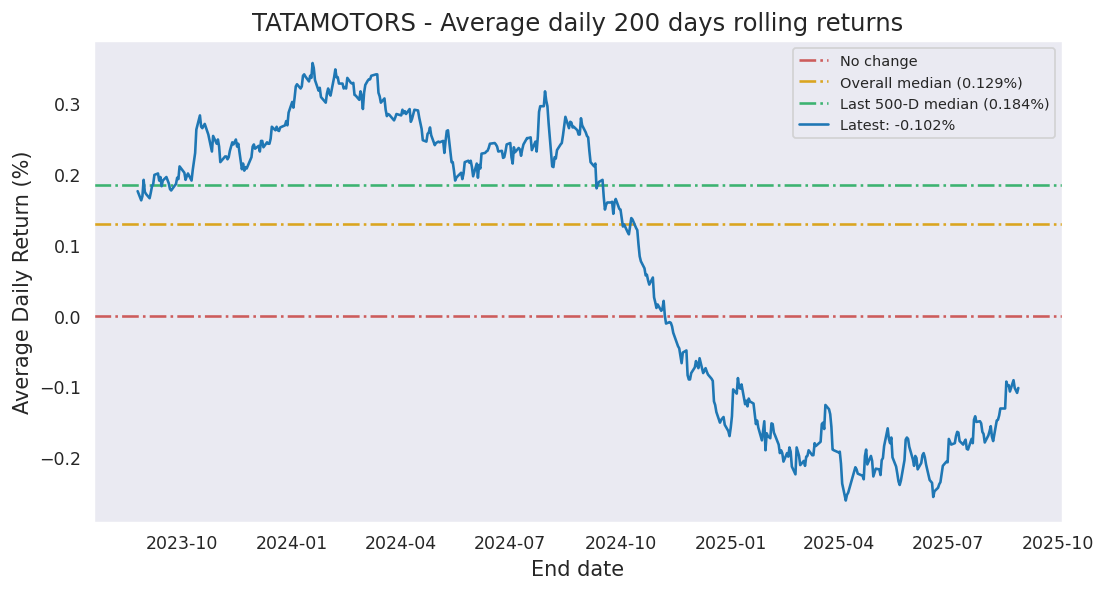 TATAMOTORS - Average daily 200 days rolling returns
No change
Overall median (0.129%)
Last 500-D median (0.184%)
Latest: -0.102%
Average Daily Return (%)
0.3
0.2
0.1
0.0
−0.1
−0.2
2023-10 2024-01 2024-04 2024-07 2024-10 2025-01 2025-04 2025-07 2025-10
End date